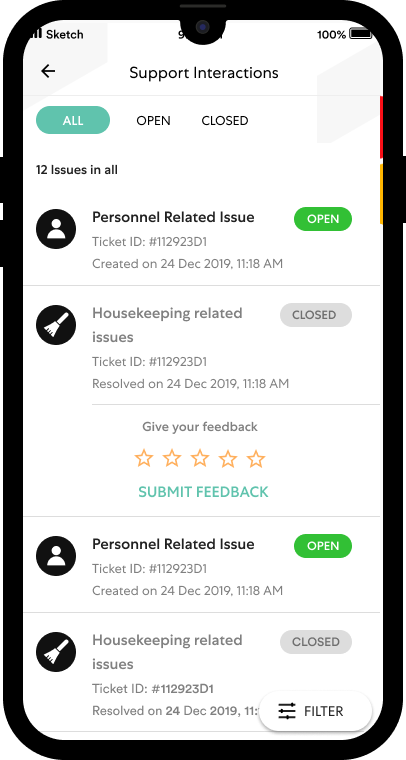 Sketch
100%
Support Interactions
ALL OPEN CLOSED
12 Issues in all
Personnel Related Issue OPEN
Ticket ID: #112923D1
Created on 24 Dec 2019, 11:18 AM
Housekeeping related CLOSED
issues
Ticket ID: #112923D1
Resolved on 24 Dec 2019, 11:18 AM
Give your feedback
SUBMIT FEEDBACK
Personnel Related Issue OPEN
Ticket ID: #112923D1
Created on 24 Dec 2019, 11:18 AM
Housekeeping related CLOSED
issues
Ticket ID: #112923D1
Resolved on 24 Dec 2019,
FILTER